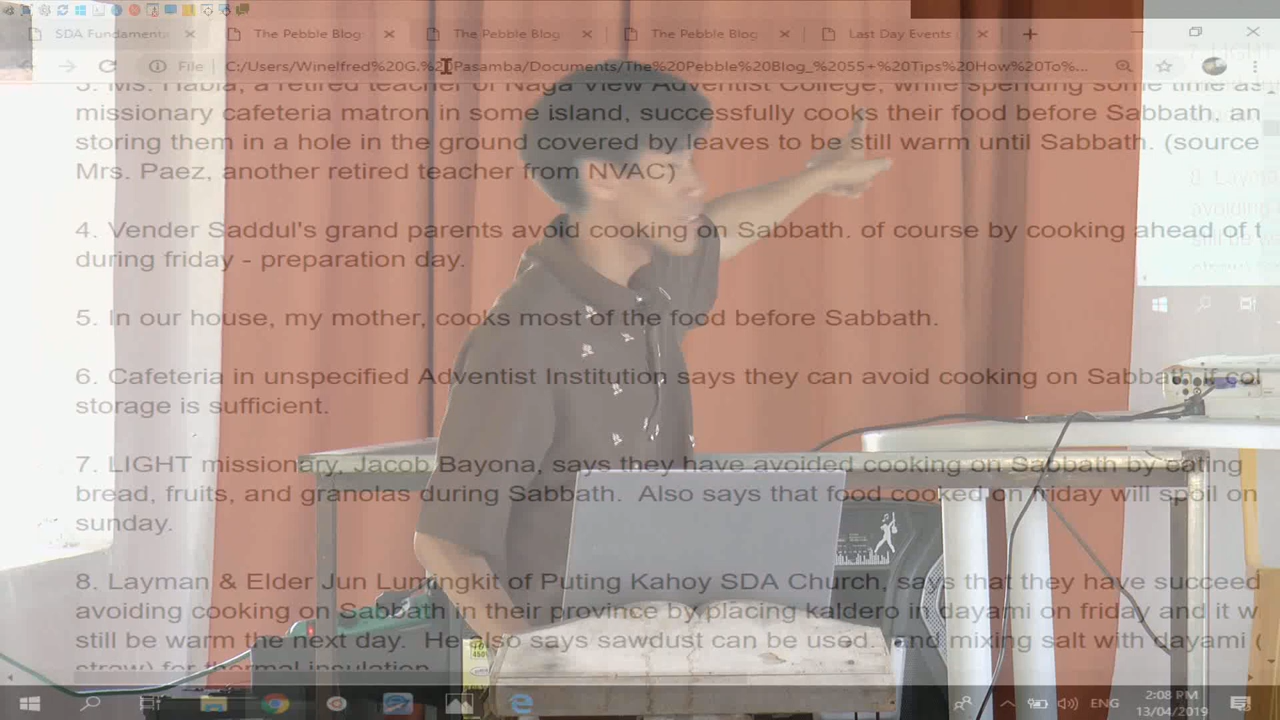 SDA Fundamenta
The Pebble Blog
The Pebble Blog
The Pebble Blog
Last Day Events
File
C:/Users/Winelfred%20G.%20Pasamba/Documents/The%20Pebble%20Blog_%2055+%20Tips%20How%20To%...
3. Ms. Habla, a retired teacher of Naga View Adventist College, while spending some time as
missionary cafeteria matron in some island, successfully cooks their food before Sabbath, an
storing them in a hole in the ground covered by leaves to be still warm until Sabbath. (source
Mrs. Paez, another retired teacher from NVAC)
4. Vender Saddul's grand parents avoid cooking on Sabbath. of course by cooking ahead of t
during friday - preparation day.
5. In our house, my mother, cooks most of the food before Sabbath.
6. Cafeteria in unspecified Adventist Institution says they can avoid cooking on Sabbath if col
storage is sufficient.
7. LIGHT missionary, Jacob Bayona, says they have avoided cooking on Sabbath by eating
bread, fruits, and granolas during Sabbath. Also says that food cooked on friday will spoil on
sunday.
8. Layman & Elder Jun Lumingkit of Puting Kahoy SDA Church, says that they have succeed
avoiding cooking on Sabbath in their province by placing kaldero in dayami on friday and it w
still be warm the next day. He also says sawdust can be used. and mixing salt with dayami (
straw) for thermal insulation
ENG
2:08 PM
13/04/2019